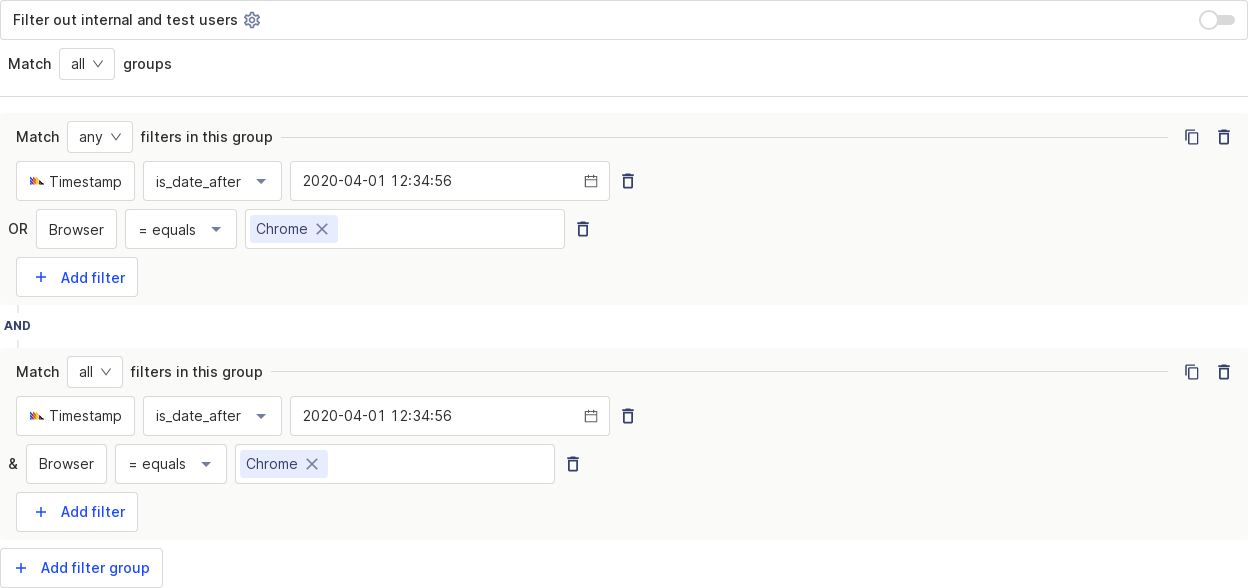 Filter out internal and test users
Match all groups
Match any filters in this group
Timestamp is_date_after 2020-04-01 12:34:56
OR Browser = equals Chrome
+ Add filter
AND
Match all filters in this group
Timestamp is_date_after 2020-04-01 12:34:56
& Browser = equals Chrome
+ Add filter
+ Add filter group